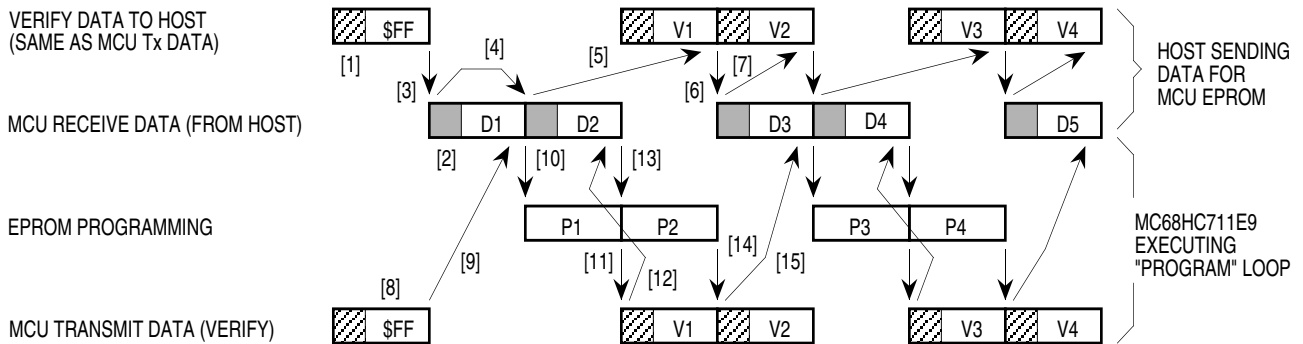 VERIFY DATA TO HOST
(SAME AS MCU Tx DATA)
$FF
V1
V2
V3
V4
[1]
[3]
[4]
[5]
[6]
[7]
HOST SENDING
DATA FOR
MCU EPROM
MCU RECEIVE DATA (FROM HOST)
D1
D2
D3
D4
D5
[2]
[10]
[13]
EPROM PROGRAMMING
P1
P2
P3
P4
MC68HC711E9
EXECUTING
"PROGRAM" LOOP
[8]
[9]
[11]
[12]
[14]
[15]
MCU TRANSMIT DATA (VERIFY)
$FF
V1
V2
V3
V4